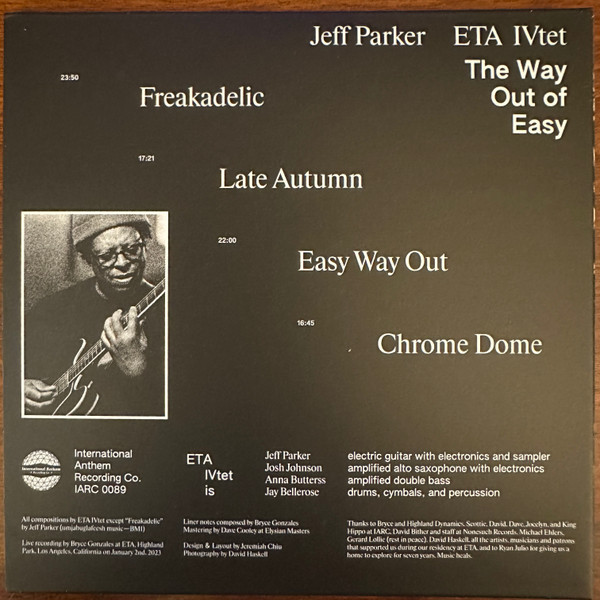 Jeff Parker ETA IVtet
The Way
Out of
Easy
23:50
Freakadelic
17:21
Late Autumn
22:00
Easy Way Out
16:45
Chrome Dome
International Anthem
Recording Co.
International
Anthem
Recording Co.
IARC 0089
ETA
IVtet
is
Jeff Parker
Josh Johnson
Anna Butterss
Jay Bellerose
electric guitar with electronics and sampler
amplified alto saxophone with electronics
amplified double bass
drums, cymbals, and percussion
All compositions by ETA IVtet except "Freakadelic"
by Jeff Parker (umjabuglafeesh music—BMI)
Live recording by Bryce Gonzales at ETA, Highland
Park, Los Angeles, California on January 2nd, 2023
Liner notes composed by Bryce Gonzales
Mastering by Dave Cooley at Elysian Masters
Design & Layout by Jeremiah Chiu
Photography by David Haskell
Thanks to Bryce and Highland Dynamics, Scottie, David, Dave, Jocelyn, and King
Hippo at IARC, David Bither and staff at Nonesuch Records, Michael Ehlers,
Gerard Lollie (rest in peace), David Haskell, all the artists, musicians and patrons
that supported us during our residency at ETA, and to Ryan Julio for giving us a
home to explore for seven years. Music heals.